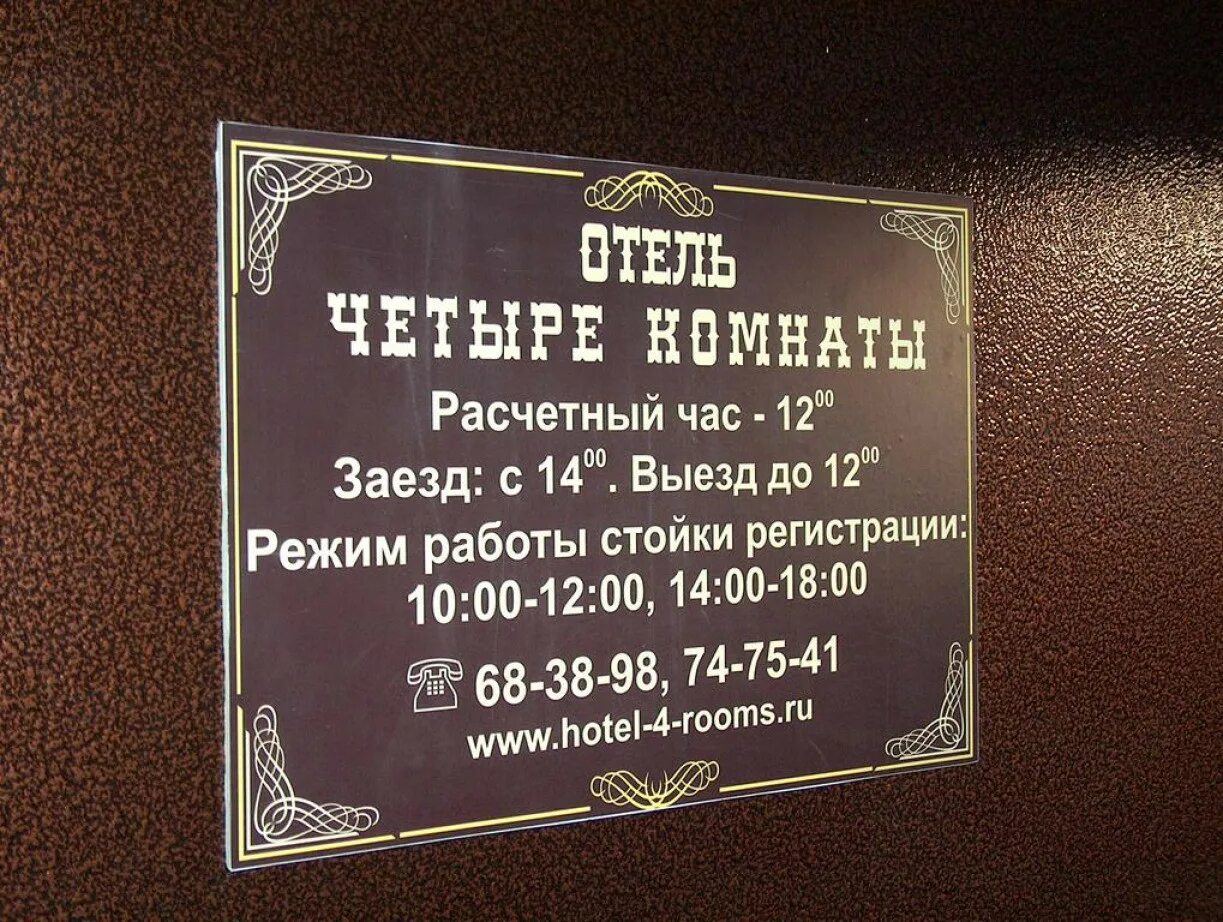 ОТЕЛЬ
ЧЕТЫРЕ КОМНАТЫ
Расчетный час - 12⁰⁰
Заезд: с 14⁰⁰. Выезд до 12⁰⁰
Режим работы стойки регистрации:
10:00-12:00, 14:00-18:00
68-38-98, 74-75-41
www.hotel-4-rooms.ru